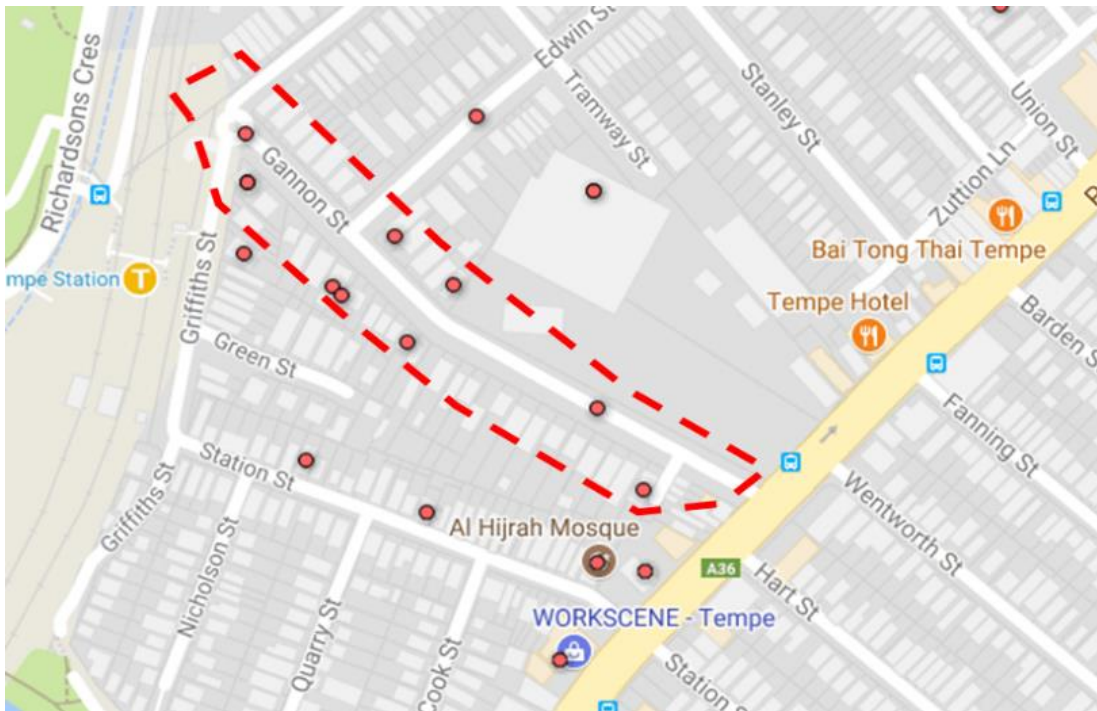 Richardsons Cres
Edwin St
Tramway St
Stanley St
Union St
Zuttion Ln
Gannon St
Bai Tong Thai Tempe
mpe Station
T
Griffiths St
Tempe Hotel
Barden S
Green St
Fanning St
Station St
Griffiths St
Nicholson St
Quarry St
Cook St
Al Hijrah Mosque
Wentworth St
A36
Hart St
WORKSCENE - Tempe
Station S